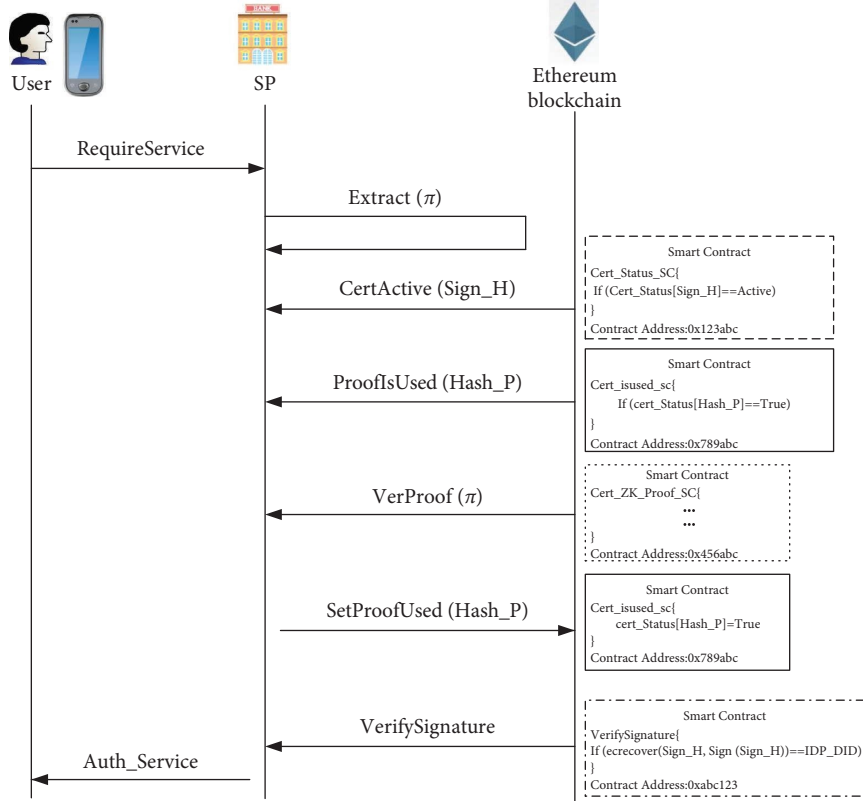 BANK
User
SP
Ethereum
blockchain
RequireService
Extract (π)
Smart Contract
Cert_Status_SC{
If (Cert_Status[Sign_H]==Active)
}
Contract Address:0x123abc
CertActive (Sign_H)
Smart Contract
Cert_isused_sc{
If (cert_Status[Hash_P]==True)
}
Contract Address:0x789abc
ProofIsUsed (Hash_P)
Smart Contract
Cert_ZK_Proof_SC{
...
...
}
Contract Address:0x456abc
VerProof (π)
Smart Contract
Cert_isused_sc{
cert_Status[Hash_P]=True
}
Contract Address:0x789abc
SetProofUsed (Hash_P)
Smart Contract
VerifySignature{
If (ecrecover(Sign_H, Sign (Sign_H))==IDP_DID)
}
Contract Address:0xabc123
VerifySignature
Auth_Service